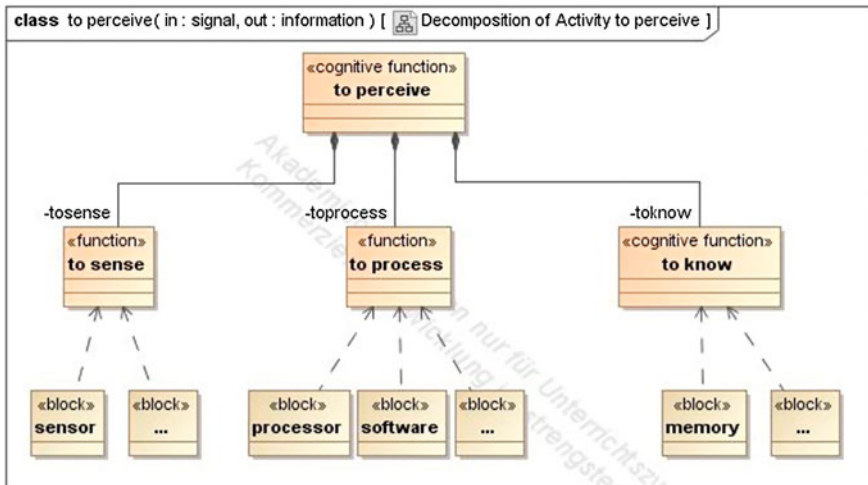 class to perceive( in : signal, out : information ) [ Decomposition of Activity to perceive ]
«cognitive function»
to perceive
-tosense
-toprocess
-toknow
«function»
to sense
«function»
to process
«cognitive function»
to know
«block»
sensor
«block»
...
«block»
processor
«block»
software
«block»
...
«block»
memory
«block»
...
nur für